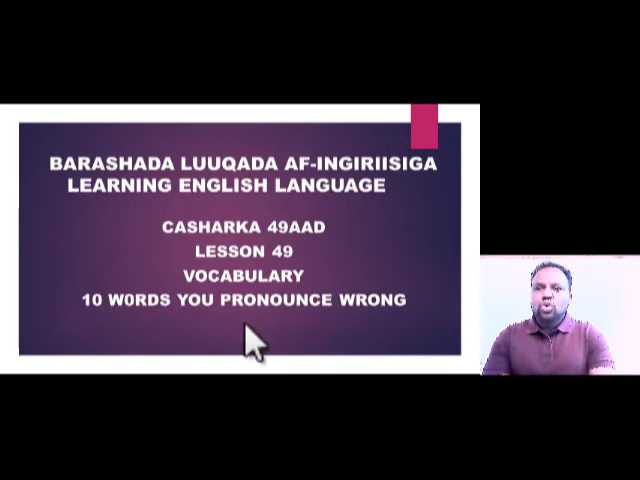 BARASHADA LUUQADA AF-INGIRIISIGA
LEARNING ENGLISH LANGUAGE
CASHARKA 49AAD
LESSON 49
VOCABULARY
10 W0RDS YOU PRONOUNCE WRONG